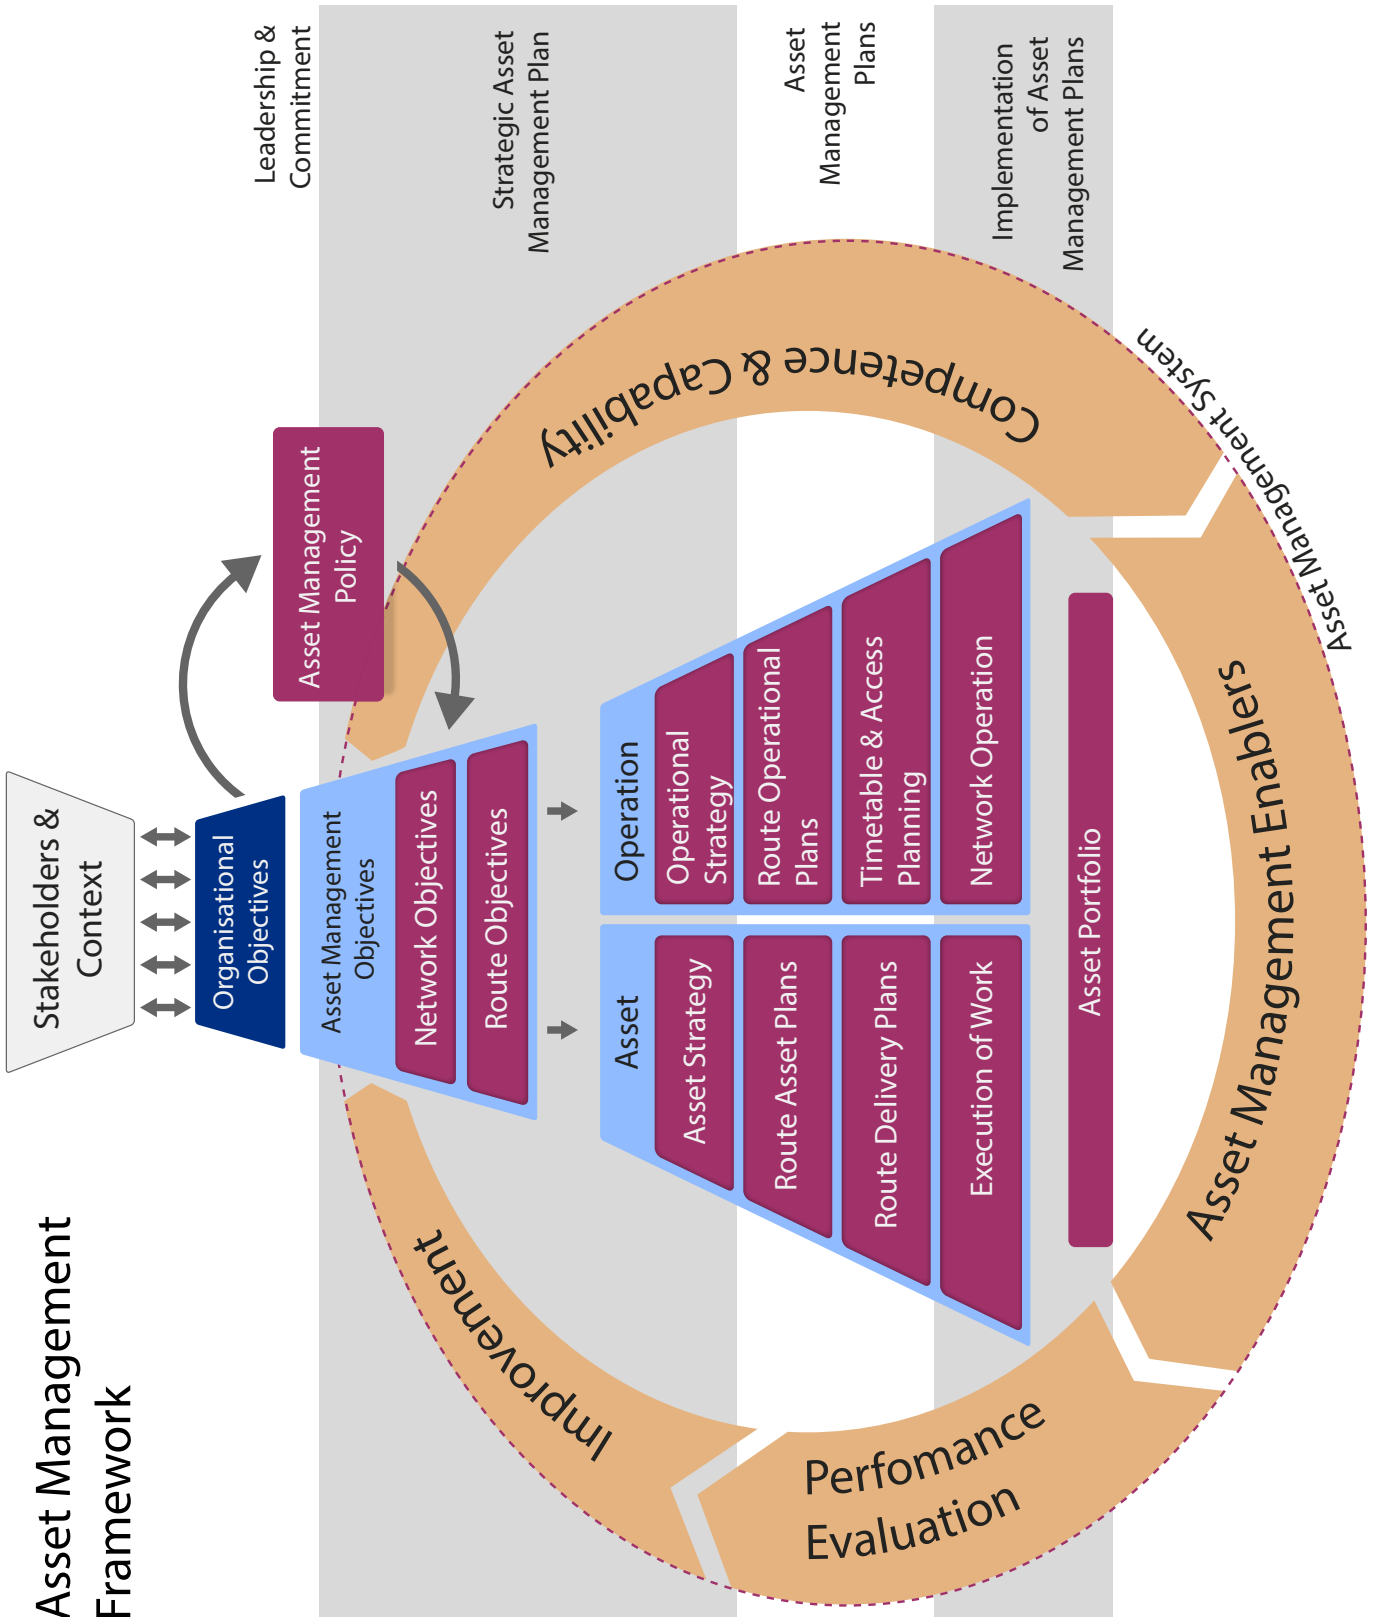 Asset Management
Framework
Stakeholders &
Context
Organisational
Objectives
Asset Management
Policy
Leadership &
Commitment
Asset Management
Objectives
Network Objectives
Route Objectives
Strategic Asset
Management Plan
Asset
Operation
Asset Strategy
Operational
Strategy
Route Asset Plans
Route Operational
Plans
Asset
Management
Plans
Route Delivery Plans
Timetable & Access
Planning
Execution of Work
Network Operation
Implementation
of Asset
Management Plans
Asset Portfolio
Improvement
Perfomance
Evaluation
Asset Management Enablers
Competence & Capability
Asset Management System